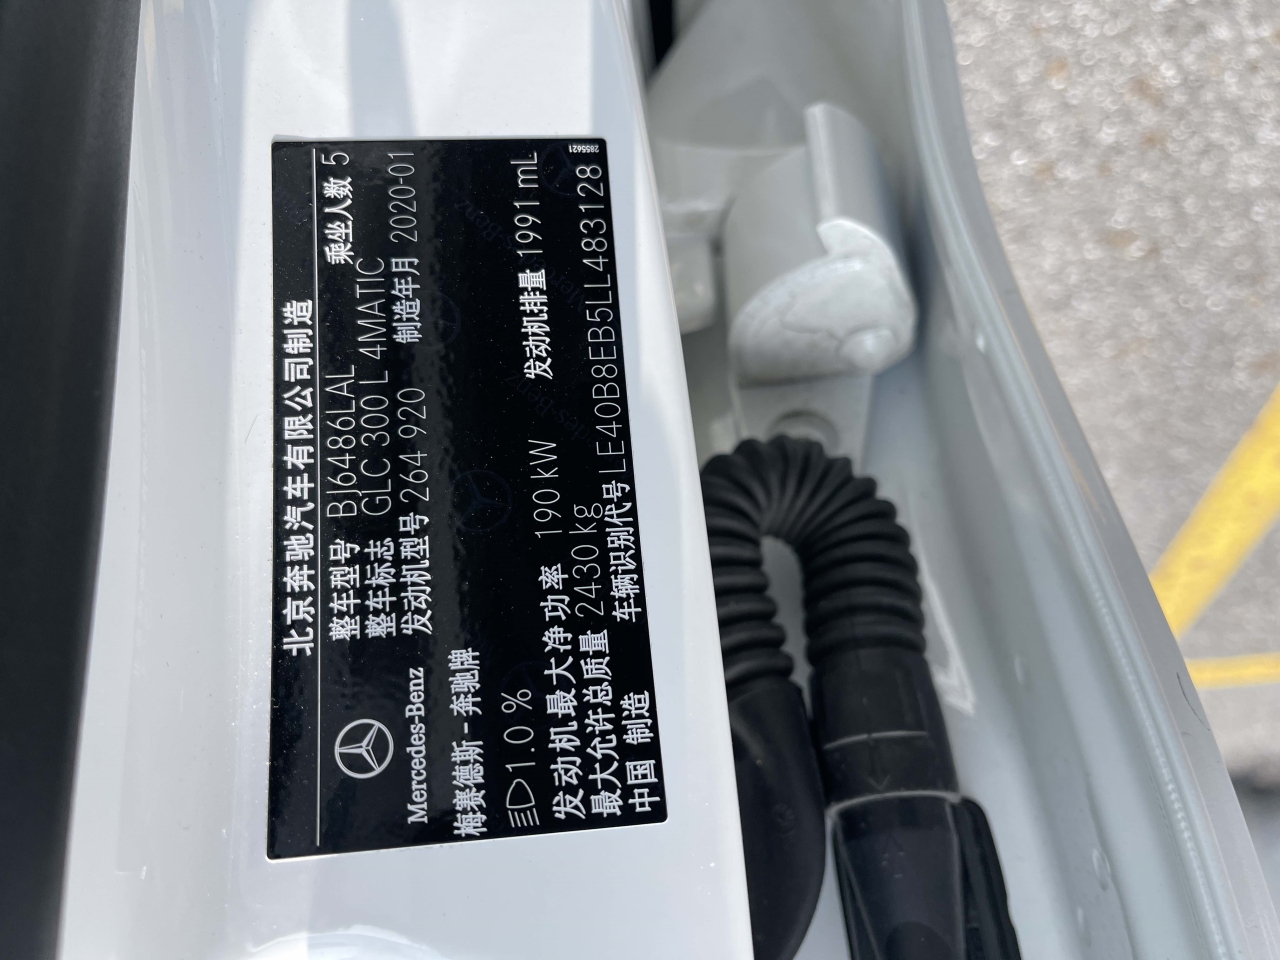 北京奔驰汽车有限公司制造
整车型号 BJ6486LAL 乘坐人数 5
整车标志 GLC 300 L 4MATIC
发动机型号 264 920 制造年月 2020-01
Mercedes-Benz
梅赛德斯-奔驰牌
1.0 %
发动机最大净功率 190 kW 发动机排量 1991 mL
最大允许总质量 2430 kg
中国 制造 车辆识别代号 LE40B8EB5LL483128
2855621